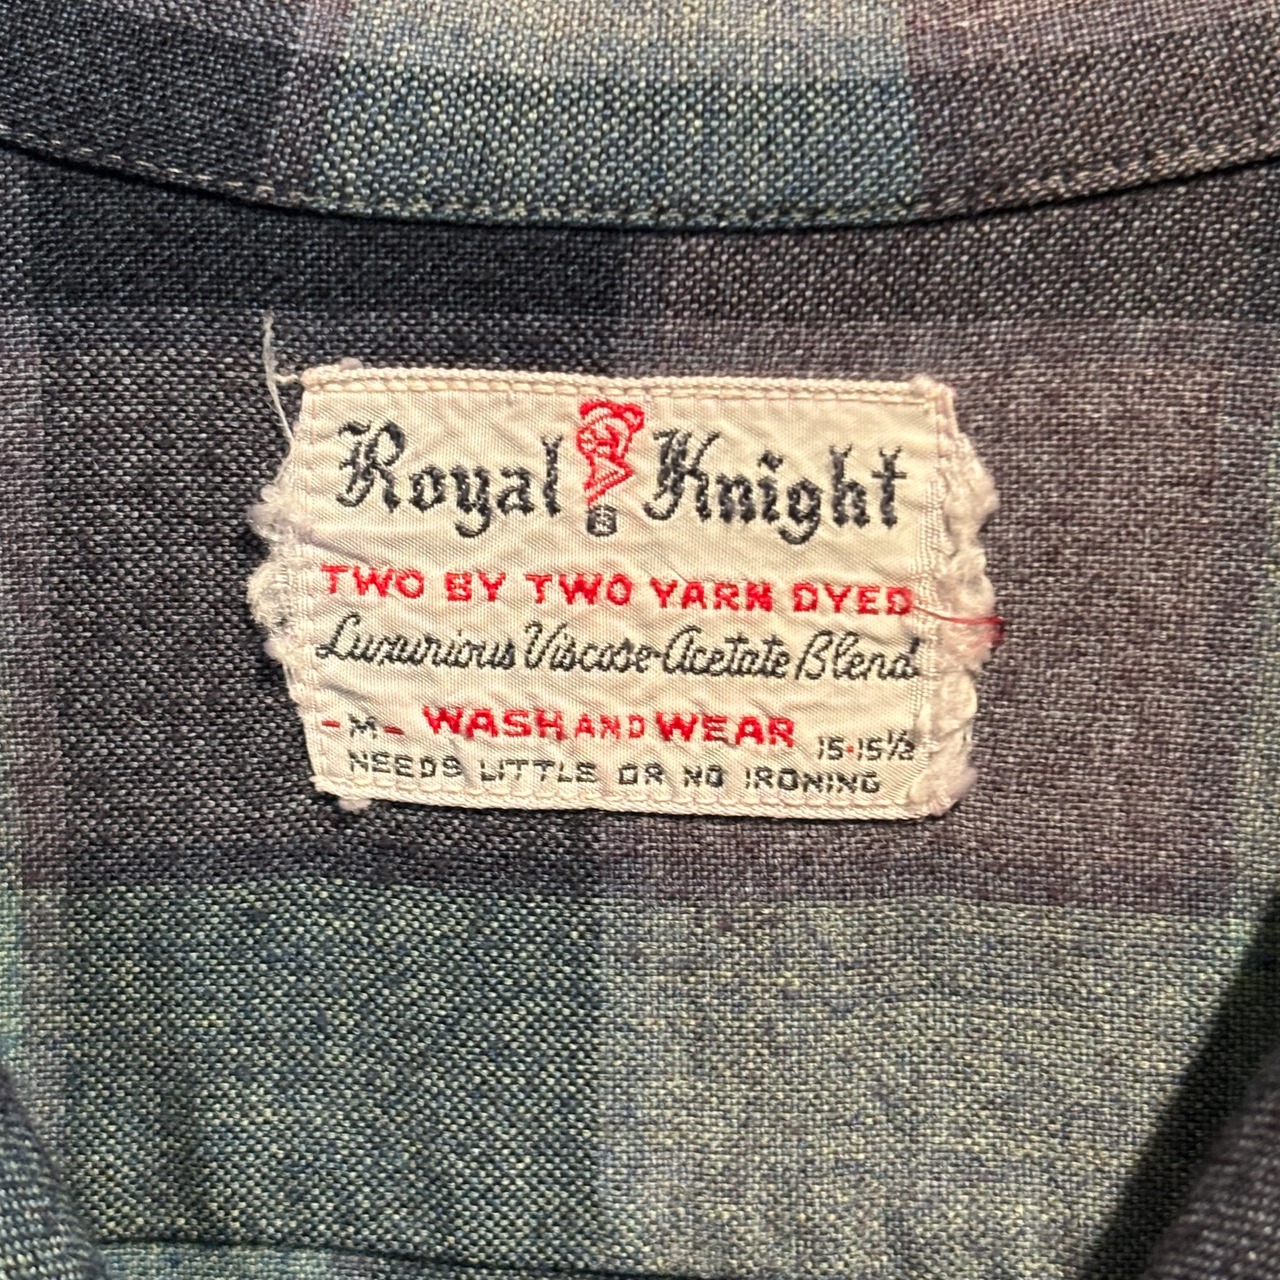 Royal Knight
TWO BY TWO YARN DYED
Luxurious Viscose-Acetate Blend
-M- WASH AND WEAR 15-15½
NEEDS LITTLE OR NO IRONING